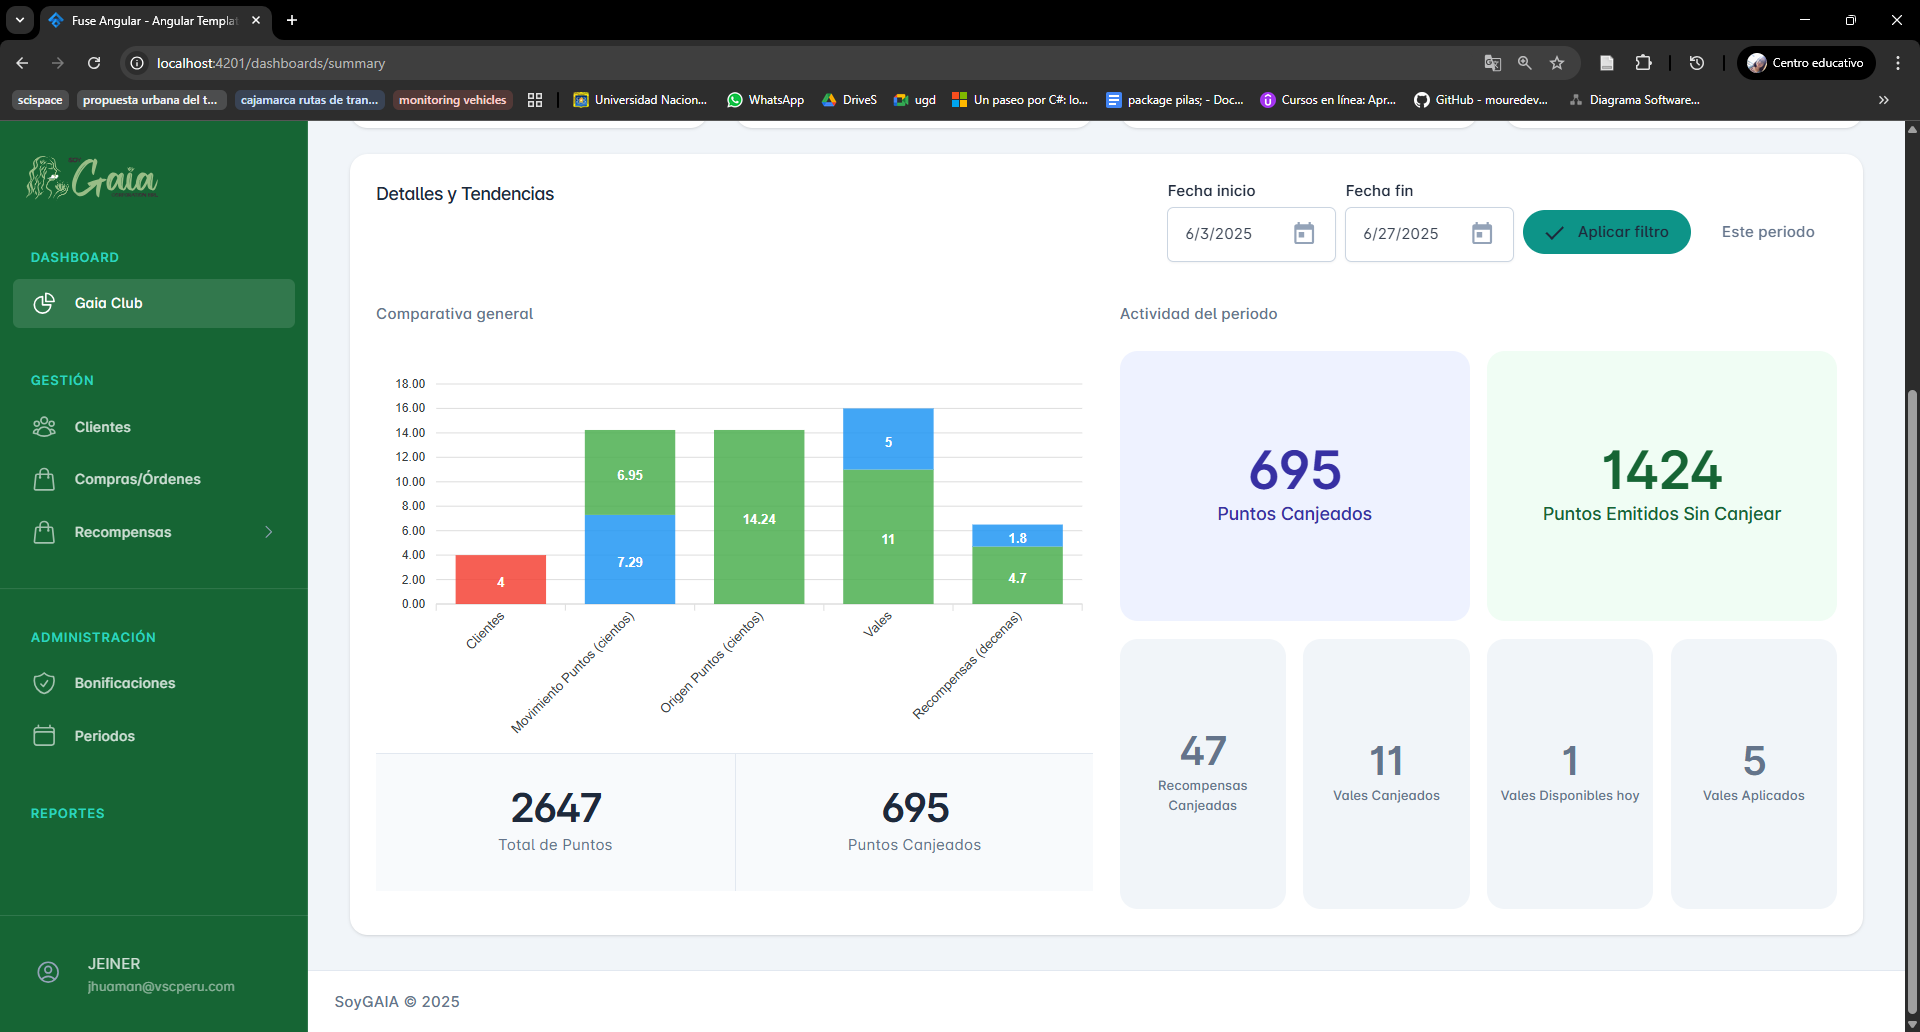 Fuse Angular - Angular Templat
localhost:4201/dashboards/summary
Centro educativo
scispace
propuesta urbana del t...
cajamarca rutas de tran...
monitoring vehicles
Universidad Nacion...
WhatsApp
DriveS
ugd
Un paseo por C#: lo...
package pilas; - Doc...
Cursos en línea: Apr...
GitHub - mouredev...
Diagrama Software...
Gaia
DASHBOARD
Gaia Club
GESTIÓN
Clientes
Compras/Órdenes
Recompensas
ADMINISTRACIÓN
Bonificaciones
Periodos
REPORTES
JEINER
jhuaman@vscperu.com
Detalles y Tendencias
Fecha inicio
Fecha fin
6/3/2025
6/27/2025
Aplicar filtro
Este periodo
Comparativa general
18.00
16.00
14.00
12.00
10.00
8.00
6.00
4.00
2.00
0.00
4
6.95
7.29
14.24
5
11
1.8
4.7
Clientes
Movimiento Puntos (cientos)
Origen Puntos (cientos)
Vales
Recompensas (decenas)
2647
Total de Puntos
695
Puntos Canjeados
Actividad del periodo
695
Puntos Canjeados
1424
Puntos Emitidos Sin Canjear
47
Recompensas
Canjeadas
11
Vales Canjeados
1
Vales Disponibles hoy
5
Vales Aplicados
SoyGAIA © 2025